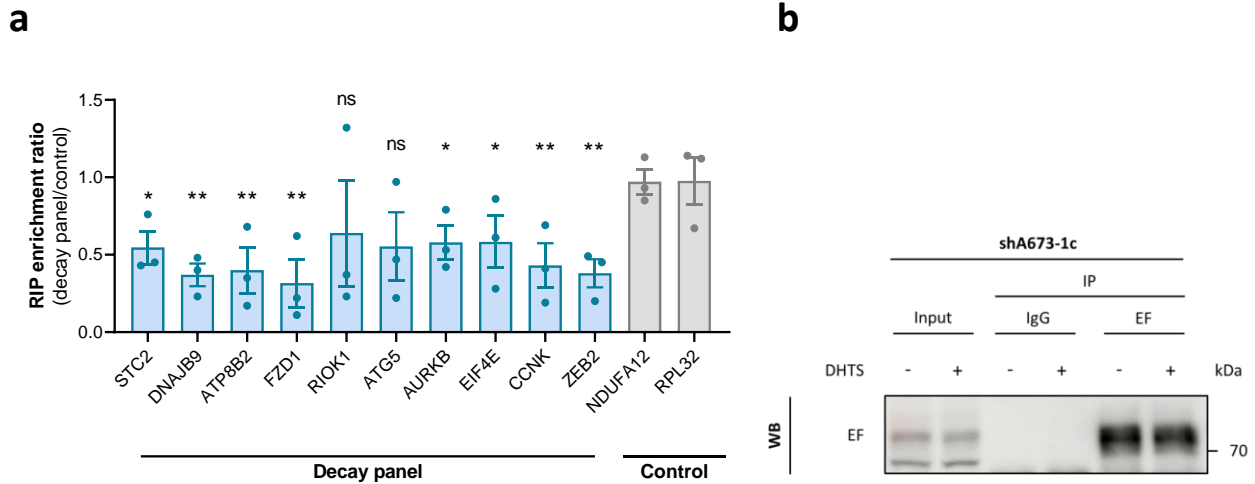 a
b
RIP enrichment ratio
(decay panel/control)
1.5
1.0
0.5
0.0
ns
ns
*
*
**
**
*
**
**
**
STC2
DNAJB9
ATP8B2
FZD1
RIOK1
ATG5
AURKB
EIF4E
CCNK
ZEB2
NDUFA12
RPL32
Decay panel
Control
shA673-1c
IP
Input
IgG
EF
DHTS
-
+
-
+
-
+
kDa
WB
EF
70